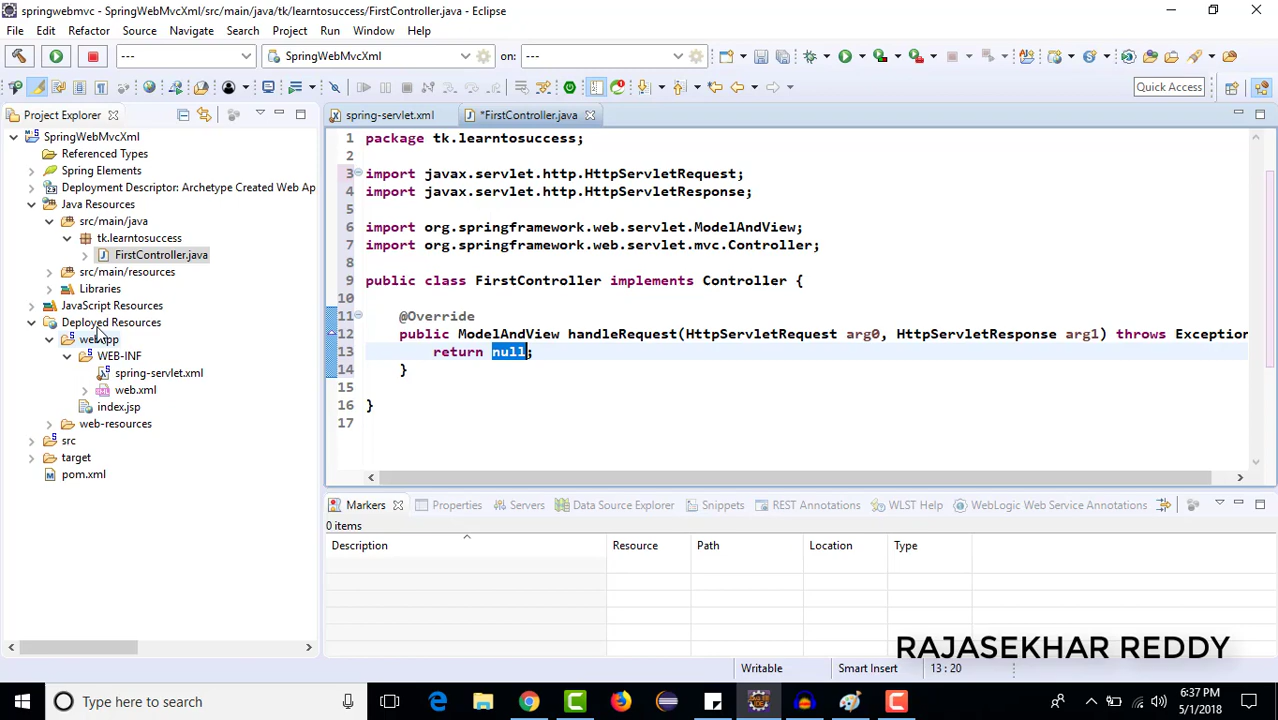 springwebmvc - SpringWebMvcXml/src/main/java/tk/learntosuccess/FirstController.java - Eclipse
File Edit Refactor Source Navigate Search Project Run Window Help
--- SpringWebMvcXml on: ---
Quick Access
Project Explorer
SpringWebMvcXml
Referenced Types
Spring Elements
Deployment Descriptor: Archetype Created Web Ap
Java Resources
src/main/java
tk.learntosuccess
FirstController.java
src/main/resources
Libraries
JavaScript Resources
Deployed Resources
webapp
WEB-INF
spring-servlet.xml
web.xml
index.jsp
web-resources
src
target
pom.xml
spring-servlet.xml *FirstController.java
1 package tk.learntosuccess;
2
3 import javax.servlet.http.HttpServletRequest;
4 import javax.servlet.http.HttpServletResponse;
5
6 import org.springframework.web.servlet.ModelAndView;
7 import org.springframework.web.servlet.mvc.Controller;
8
9 public class FirstController implements Controller {
10
11 @Override
12 public ModelAndView handleRequest(HttpServletRequest arg0, HttpServletResponse arg1) throws Exception
13 return null;
14 }
15
16 }
17
Markers Properties Servers Data Source Explorer Snippets REST Annotations WLST Help WebLogic Web Service Annotations
0 items
Description Resource Path Location Type
RAJASEKHAR REDDY
Writable Smart Insert 13 : 20
Type here to search
6:37 PM
5/1/2018